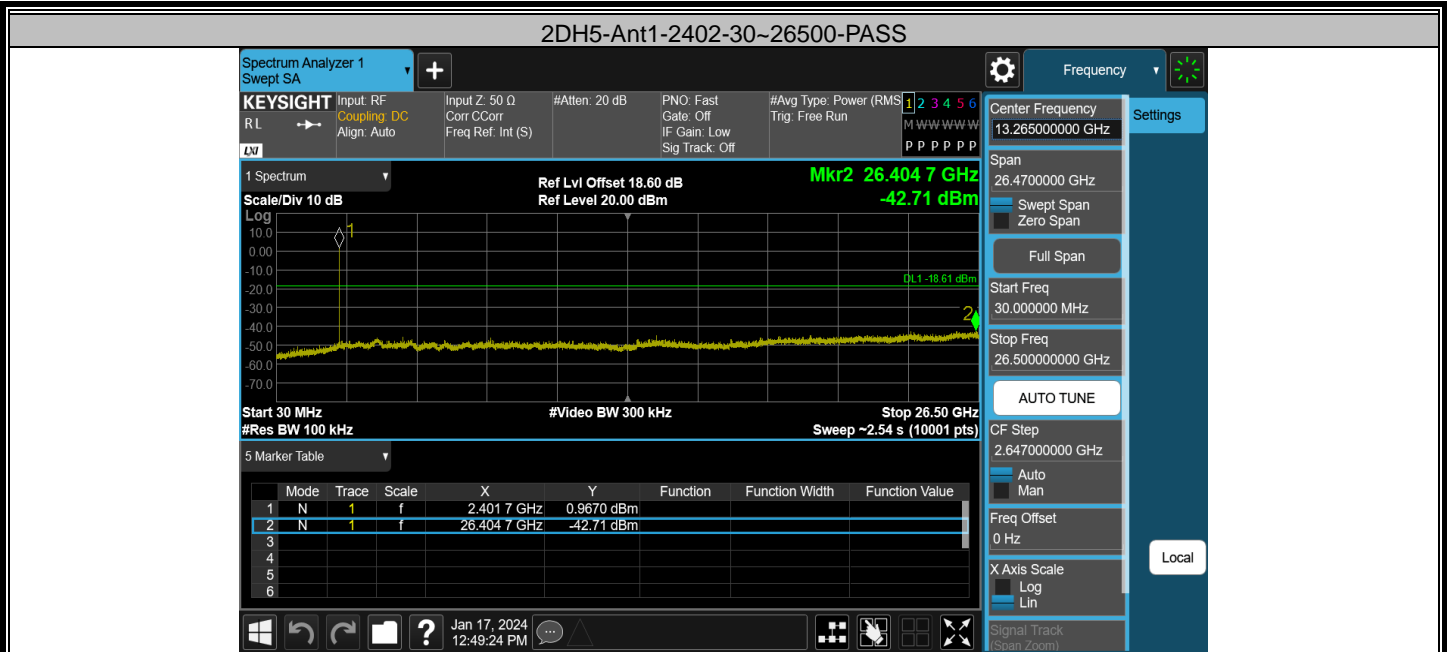 2DH5-Ant1-2402-30~26500-PASS
Spectrum Analyzer 1
Swept SA
Frequency
KEYSIGHT
RL
LXI
Input: RF
Coupling: DC
Align: Auto
Input Z: 50 Ω
Corr CCorr
Freq Ref: Int (S)
#Atten: 20 dB
PNO: Fast
Gate: Off
IF Gain: Low
Sig Track: Off
#Avg Type: Power (RMS
Trig: Free Run
1 2 3 4 5 6
M W W W W W
P P P P P P
1 Spectrum
Scale/Div 10 dB
Ref Lvl Offset 18.60 dB
Ref Level 20.00 dBm
Mkr2 26.404 7 GHz
-42.71 dBm
Log
10.0
0.00
-10.0
-20.0
-30.0
-40.0
-50.0
-60.0
-70.0
1
DL1 -18.61 dBm
2
Start 30 MHz
#Res BW 100 kHz
#Video BW 300 kHz
Stop 26.50 GHz
Sweep ~2.54 s (10001 pts)
5 Marker Table
Mode Trace Scale X Y Function Function Width Function Value
1 N 1 f 2.401 7 GHz 0.9670 dBm
2 N 1 f 26.404 7 GHz -42.71 dBm
3
4
5
6
Jan 17, 2024
12:49:24 PM
Center Frequency
13.265000000 GHz
Span
26.4700000 GHz
Swept Span
Zero Span
Full Span
Start Freq
30.000000 MHz
Stop Freq
26.500000000 GHz
AUTO TUNE
CF Step
2.647000000 GHz
Auto
Man
Freq Offset
0 Hz
X Axis Scale
Log
Lin
Signal Track
(Span Zoom)
Settings
Local